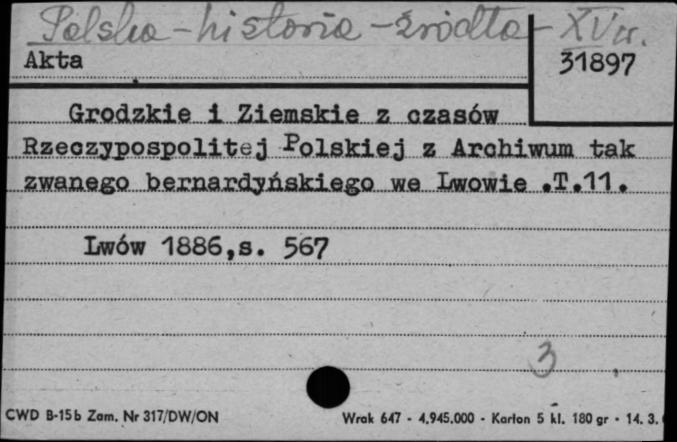 Polska - historia - źródła - XV w.
Akta
31897
Grodzkie i Ziemskie z czasów
Rzeczypospolitej Polskiej z Archiwum tak
zwanego bernardyńskiego we Lwowie .T.11.
Lwów 1886,s. 567
3
CWD B-15b Zam. Nr 317/DW/ON
Wrak 647 - 4,945.000 - Karton 5 kl. 180 gr - 14. 3.